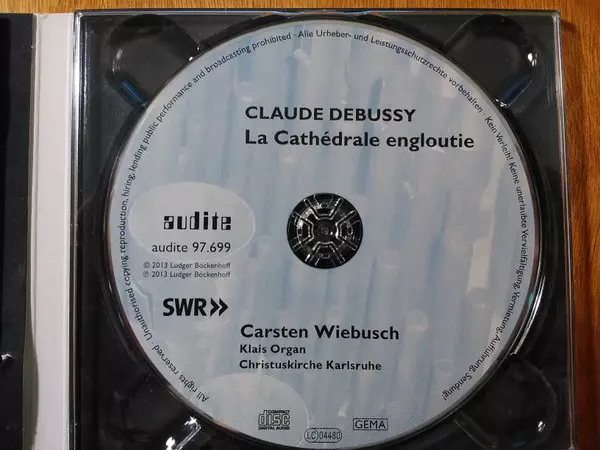 All rights reserved · Unauthorised copying, reproduction, hiring, lending public performance and broadcasting prohibited · Alle Urheber- und Leistungsschutzrechte vorbehalten · Kein Verleih! Keine unerlaubte Vervielfältigung, Vermietung, Aufführung, Sendung!
CLAUDE DEBUSSY
La Cathédrale engloutie
audite
audite 97.699
© 2013 Ludger Böckenhoff
℗ 2013 Ludger Böckenhoff
SWR>>
Carsten Wiebusch
Klais Organ
Christuskirche Karlsruhe
COMPACT
disc
DIGITAL AUDIO
LC 04480
GEMA